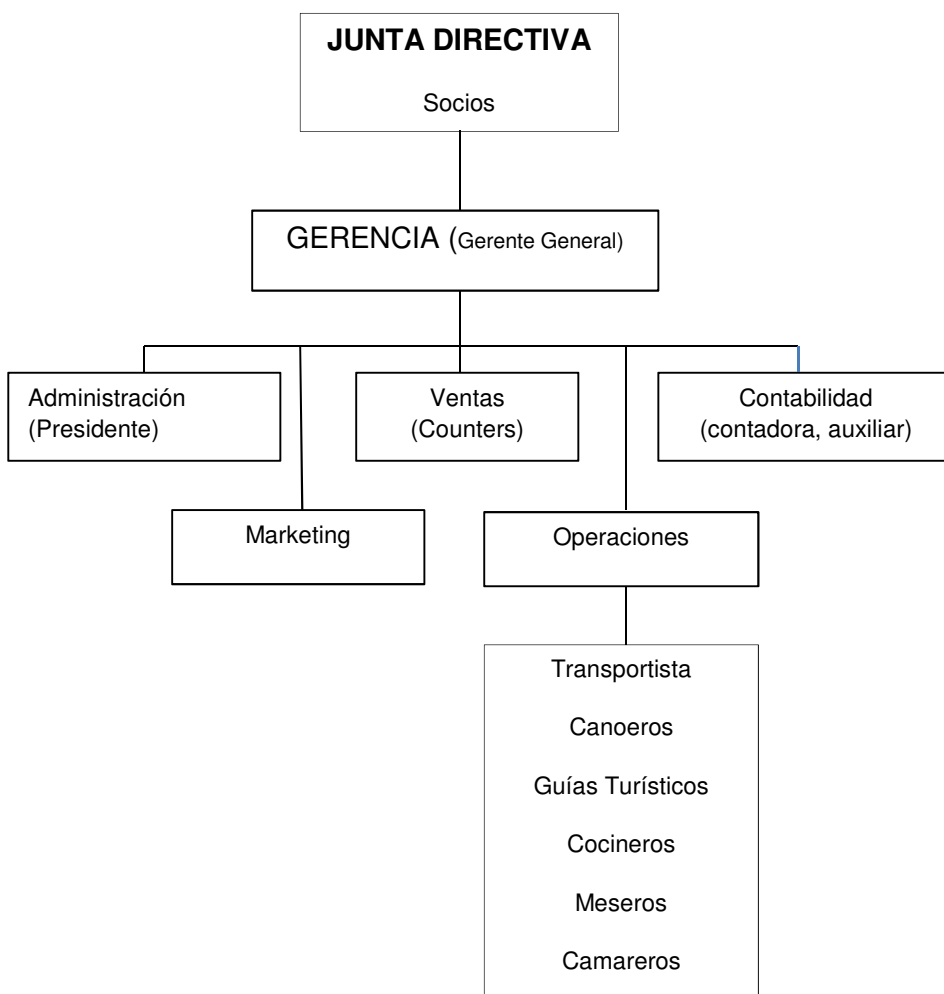 JUNTA DIRECTIVA
Socios
GERENCIA (Gerente General)
Administración
(Presidente)
Ventas
(Counters)
Contabilidad
(contadora, auxiliar)
Marketing
Operaciones
Transportista
Canoeros
Guías Turísticos
Cocineros
Meseros
Camareros